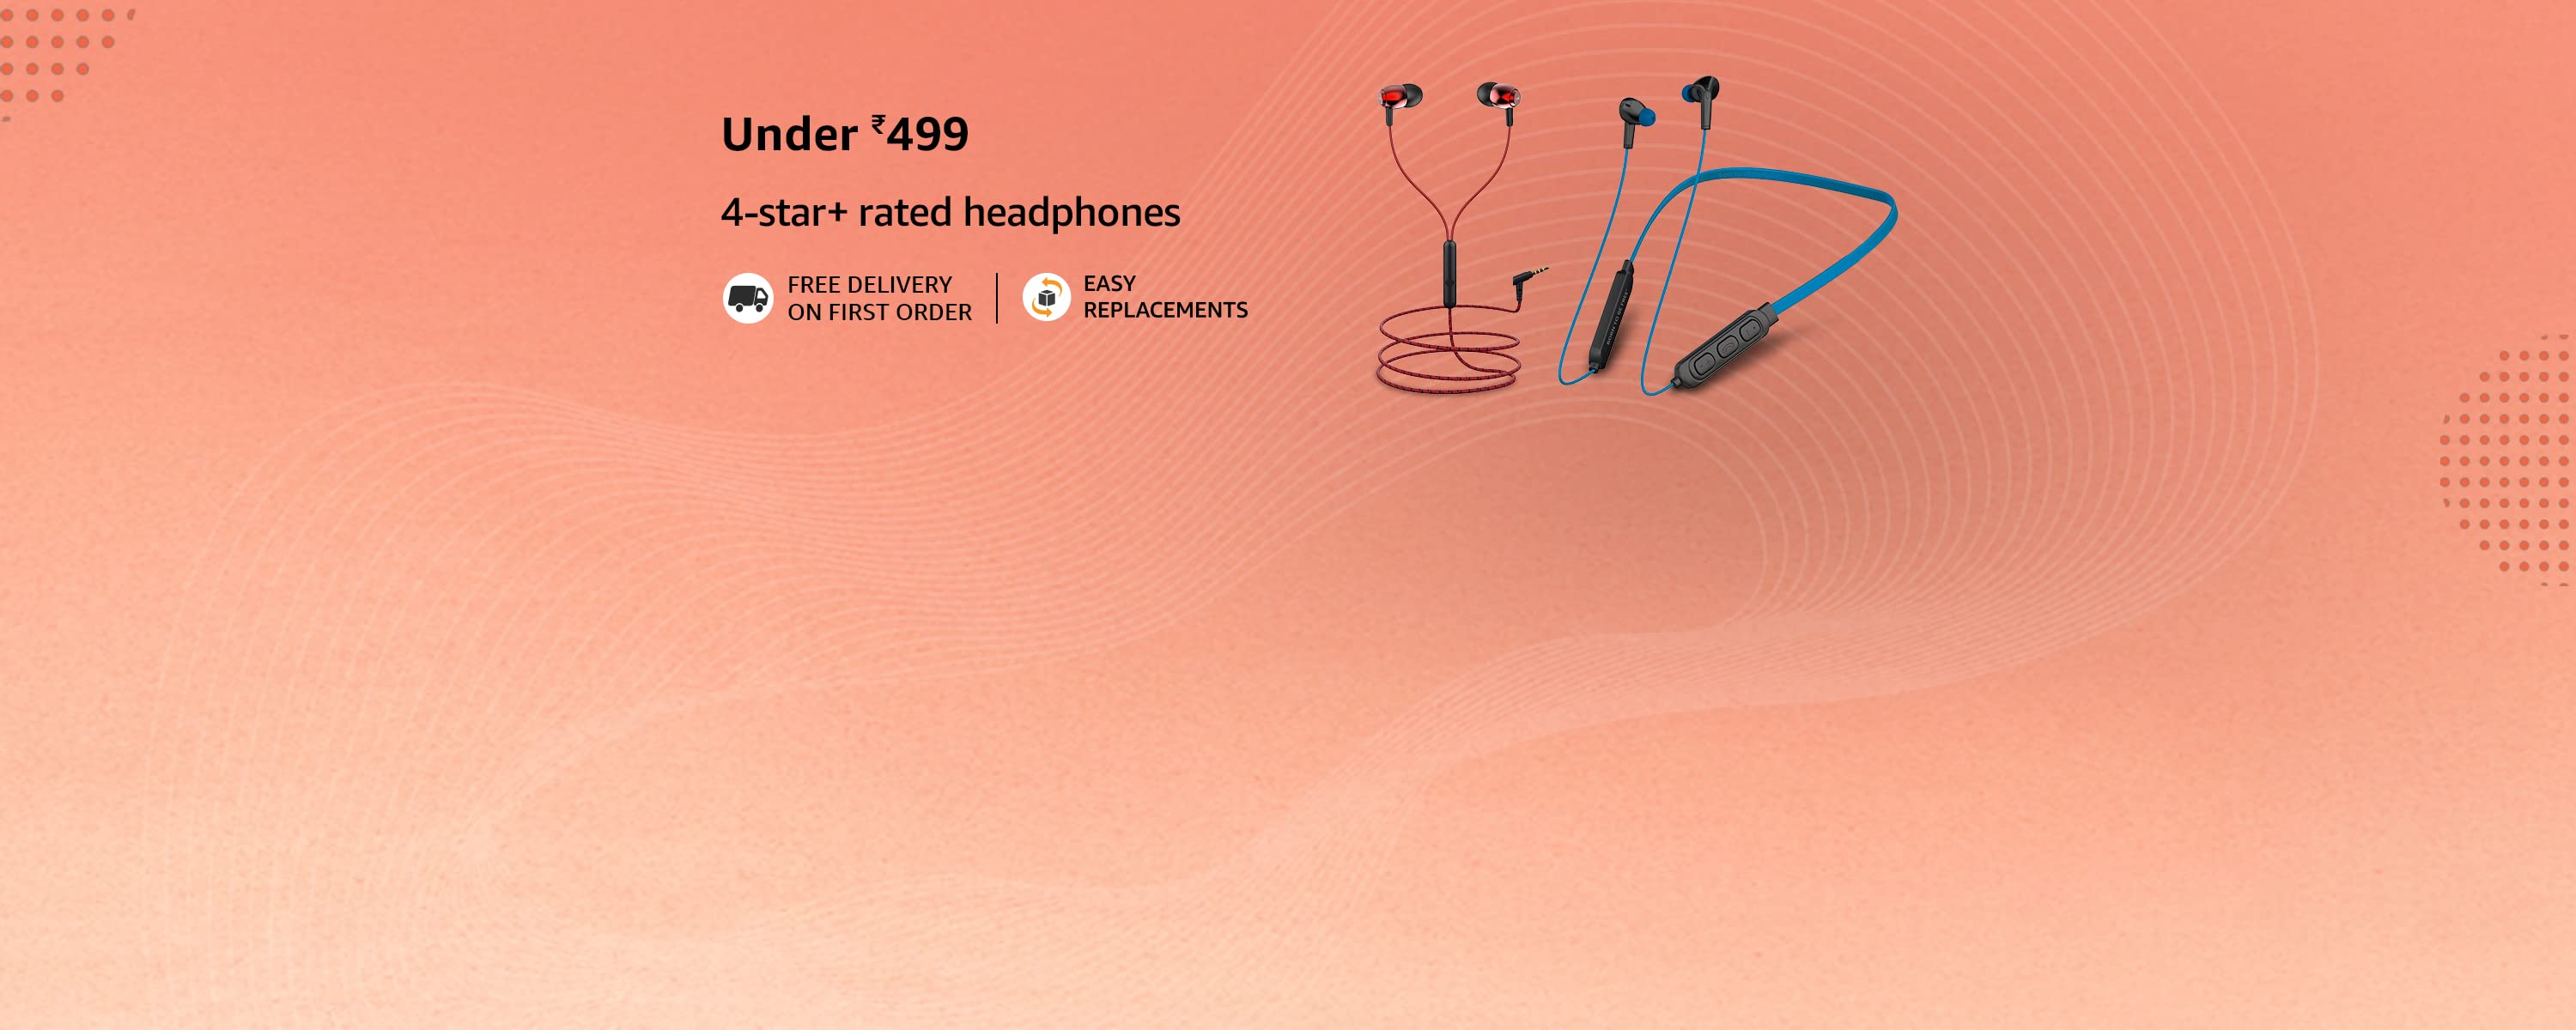 Under ₹499
4-star+ rated headphones
FREE DELIVERY
ON FIRST ORDER
EASY
REPLACEMENTS